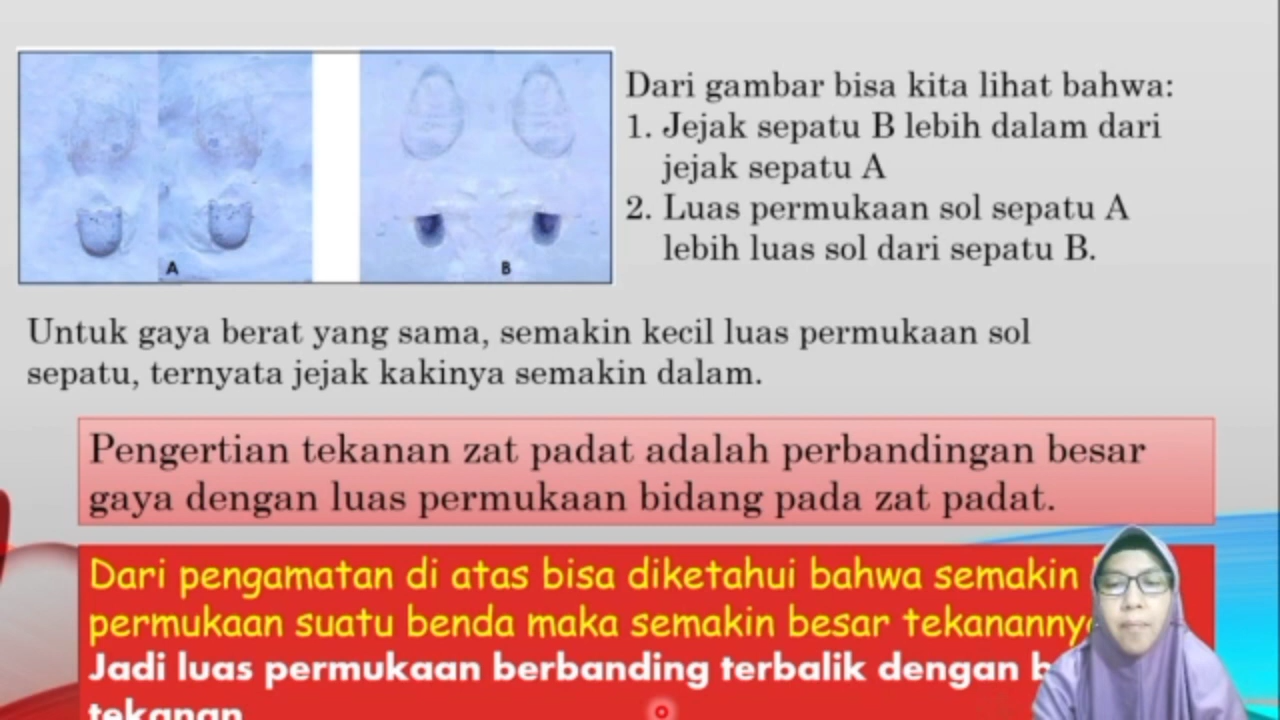 A
B
Dari gambar bisa kita lihat bahwa:
1. Jejak sepatu B lebih dalam dari
jejak sepatu A
2. Luas permukaan sol sepatu A
lebih luas sol dari sepatu B.
Untuk gaya berat yang sama, semakin kecil luas permukaan sol
sepatu, ternyata jejak kakinya semakin dalam.
Pengertian tekanan zat padat adalah perbandingan besar
gaya dengan luas permukaan bidang pada zat padat.
Dari pengamatan di atas bisa diketahui bahwa semakin
permukaan suatu benda maka semakin besar
Jadi luas permukaan berbanding terbalik dengan
tekanan